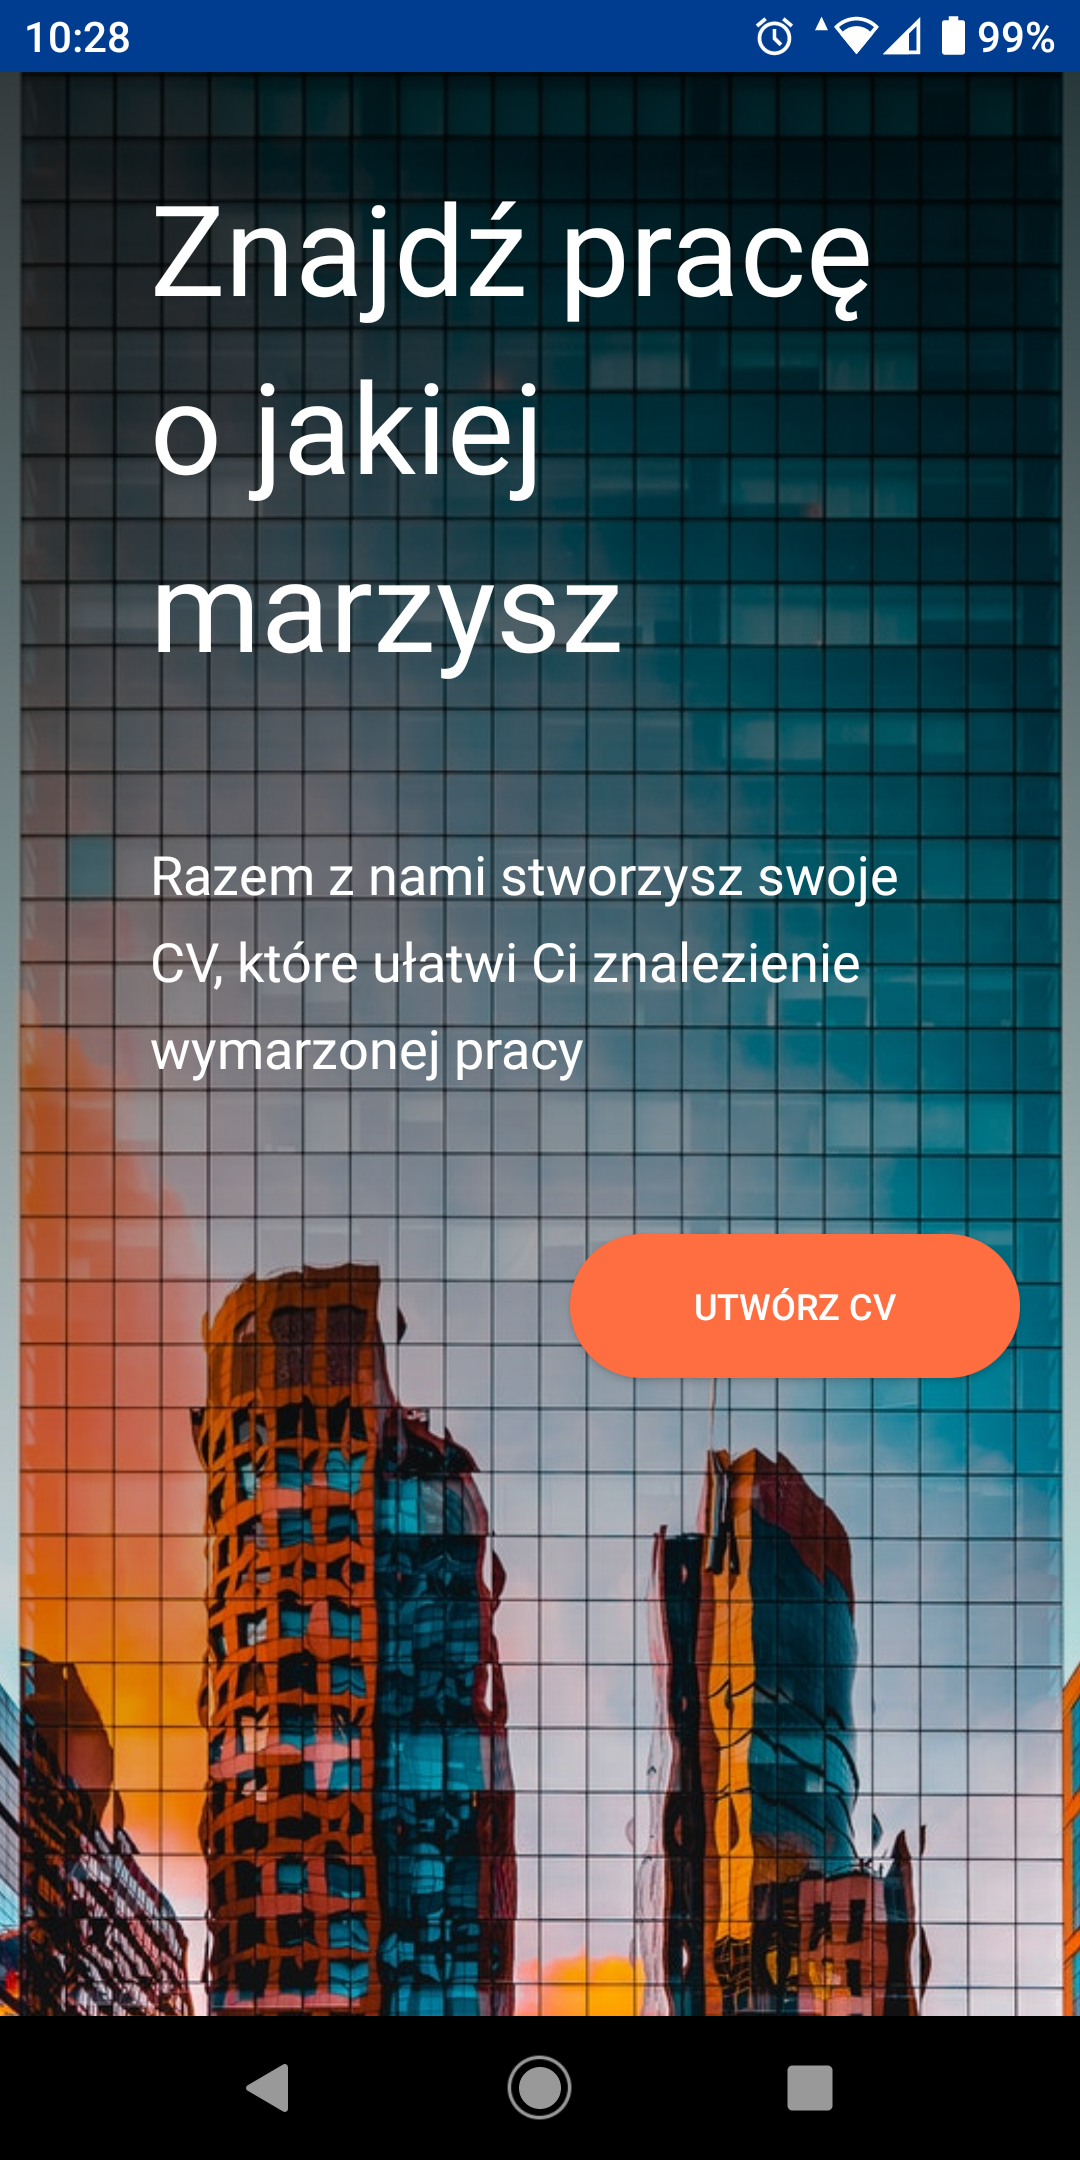 10:28
99%
Znajdź pracę
o jakiej
marzysz
Razem z nami stworzysz swoje
CV, które ułatwi Ci znalezienie
wymarzonej pracy
UTWÓRZ CV